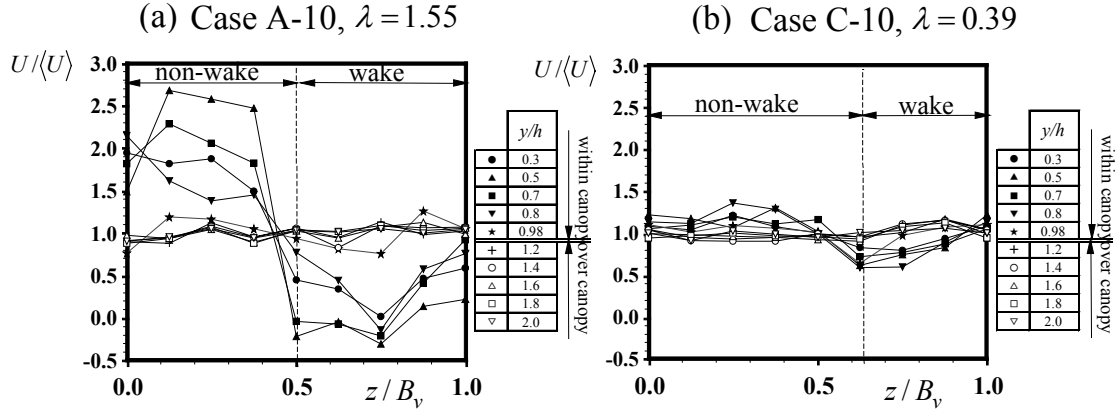 (a) Case A-10, λ = 1.55
U/⟨U⟩
3.0
2.5
2.0
1.5
1.0
0.5
0.0
-0.5
non-wake
wake
0.0
0.5
1.0
z / B_y
y/h
0.3
0.5
0.7
0.8
0.98
1.2
1.4
1.6
1.8
2.0
within canopy
over canopy
(b) Case C-10, λ = 0.39
U/⟨U⟩
3.0
2.5
2.0
1.5
1.0
0.5
0.0
-0.5
non-wake
wake
0.0
0.5
1.0
z / B_y
y/h
0.3
0.5
0.7
0.8
0.98
1.2
1.4
1.6
1.8
2.0
within canopy
over canopy